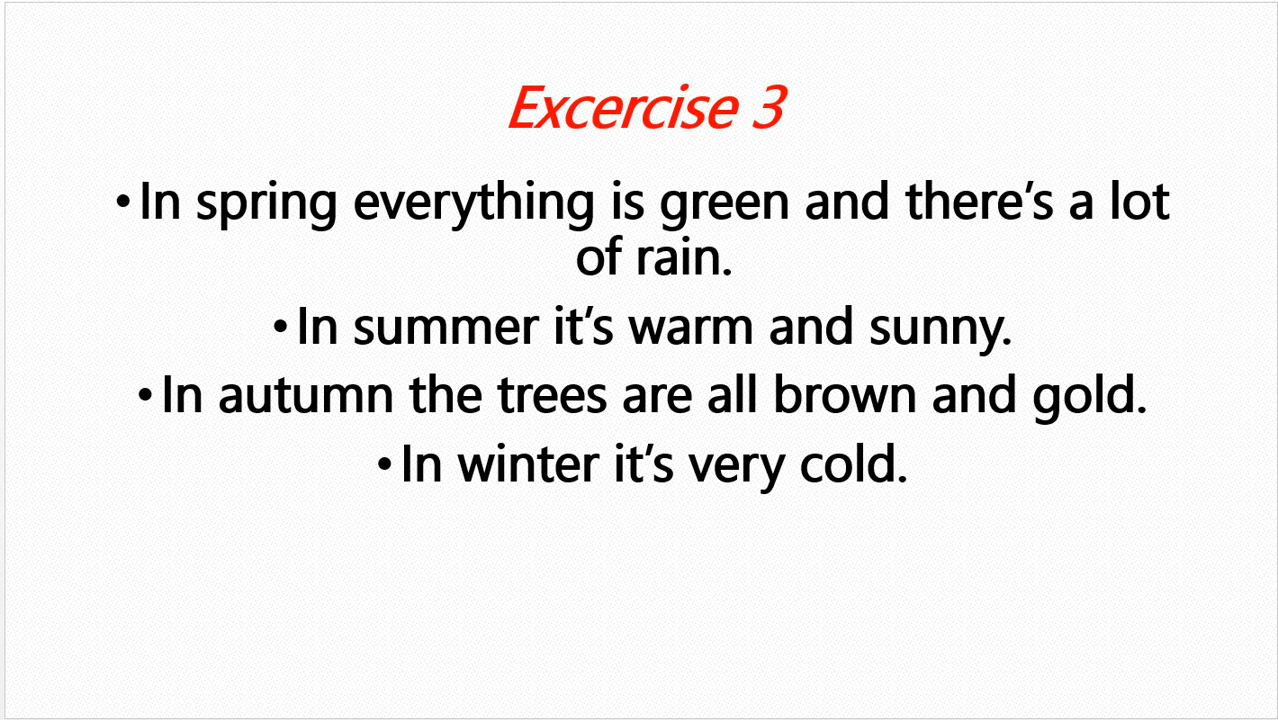 Excercise 3
• In spring everything is green and there’s a lot
of rain.
• In summer it’s warm and sunny.
• In autumn the trees are all brown and gold.
• In winter it’s very cold.